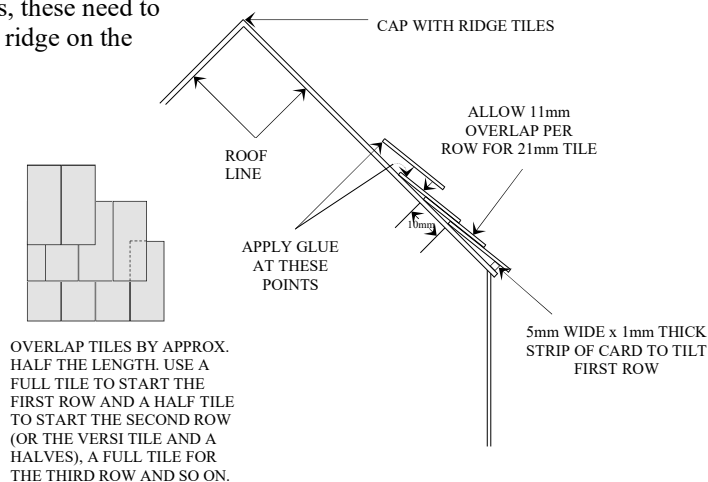 s, these need to
ridge on the
CAP WITH RIDGE TILES
ALLOW 11mm
OVERLAP PER
ROW FOR 21mm TILE
ROOF
LINE
10mm
APPLY GLUE
AT THESE
POINTS
5mm WIDE x 1mm THICK
STRIP OF CARD TO TILT
FIRST ROW
OVERLAP TILES BY APPROX.
HALF THE LENGTH. USE A
FULL TILE TO START THE
FIRST ROW AND A HALF TILE
TO START THE SECOND ROW
(OR THE VERSI TILE AND A
HALVES), A FULL TILE FOR
THE THIRD ROW AND SO ON.